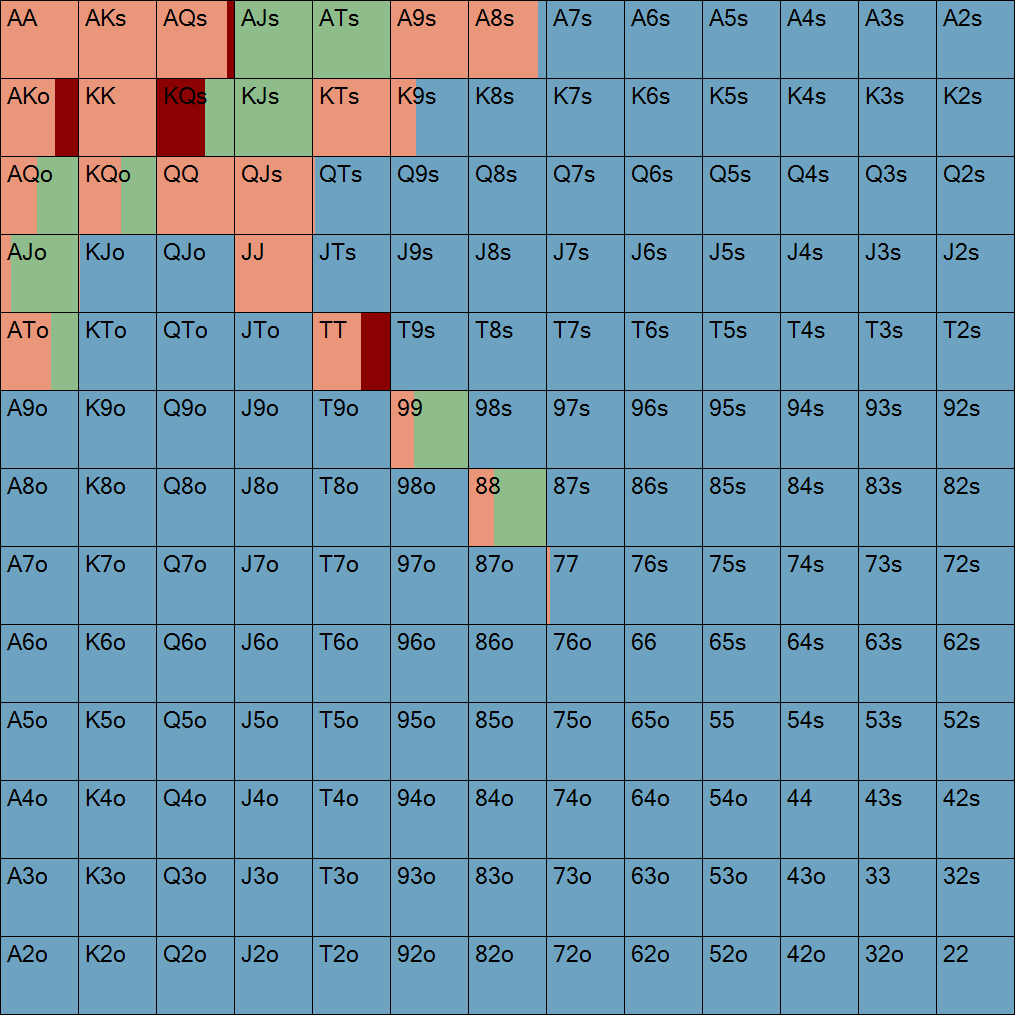 AA AKs AQs AJs ATs A9s A8s A7s A6s A5s A4s A3s A2s
AKo KK KQs KJs KTs K9s K8s K7s K6s K5s K4s K3s K2s
AQo KQo QQ QJs QTs Q9s Q8s Q7s Q6s Q5s Q4s Q3s Q2s
AJo KJo QJo JJ JTs J9s J8s J7s J6s J5s J4s J3s J2s
ATo KTo QTo JTo TT T9s T8s T7s T6s T5s T4s T3s T2s
A9o K9o Q9o J9o T9o 99 98s 97s 96s 95s 94s 93s 92s
A8o K8o Q8o J8o T8o 98o 88 87s 86s 85s 84s 83s 82s
A7o K7o Q7o J7o T7o 97o 87o 77 76s 75s 74s 73s 72s
A6o K6o Q6o J6o T6o 96o 86o 76o 66 65s 64s 63s 62s
A5o K5o Q5o J5o T5o 95o 85o 75o 65o 55 54s 53s 52s
A4o K4o Q4o J4o T4o 94o 84o 74o 64o 54o 44 43s 42s
A3o K3o Q3o J3o T3o 93o 83o 73o 63o 53o 43o 33 32s
A2o K2o Q2o J2o T2o 92o 82o 72o 62o 52o 42o 32o 22